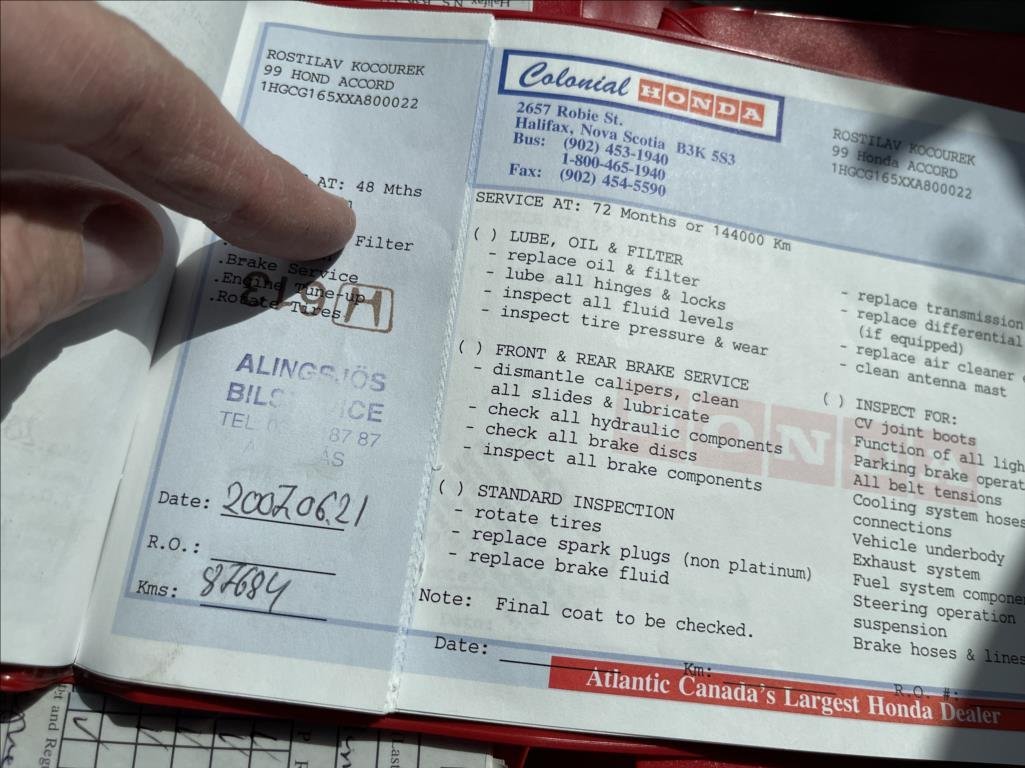 ROSTILAV KOCOUREK
99 HOND ACCORD
1HGCG165XXA800022
AT: 48 Mths
Filter
.Brake Service
.Engine Tune-up
.Rotate Tires
H
ALINGSÅS
BILSERVICE
TEL 87 87
ÅS
Date: 20070621
R.O.:
Kms: 87684
Colonial HONDA
2657 Robie St.
Halifax, Nova Scotia B3K 5S3
Bus: (902) 453-1940
1-800-465-1940
Fax: (902) 454-5590
ROSTILAV KOCOUREK
99 Honda ACCORD
1HGCG165XXA800022
SERVICE AT: 72 Months or 144000 Km
( ) LUBE, OIL & FILTER
- replace oil & filter
- lube all hinges & locks
- inspect all fluid levels
- inspect tire pressure & wear
( ) FRONT & REAR BRAKE SERVICE
- dismantle calipers, clean
all slides & lubricate
- check all hydraulic components
- check all brake discs
- inspect all brake components
( ) STANDARD INSPECTION
- rotate tires
- replace spark plugs (non platinum)
- replace brake fluid
- replace transmission
- replace differential
(if equipped)
- replace air cleaner
- clean antenna mast
( ) INSPECT FOR:
CV joint boots
Function of all
Parking brake
All belt tensions
Cooling system hoses
connections
Vehicle underbody
Exhaust system
Fuel system
Steering operation
suspension
Brake hoses & lines
Note: Final coat to be checked.
Date: Km: R.O. #:
Atlantic Canada's Largest Honda Dealer